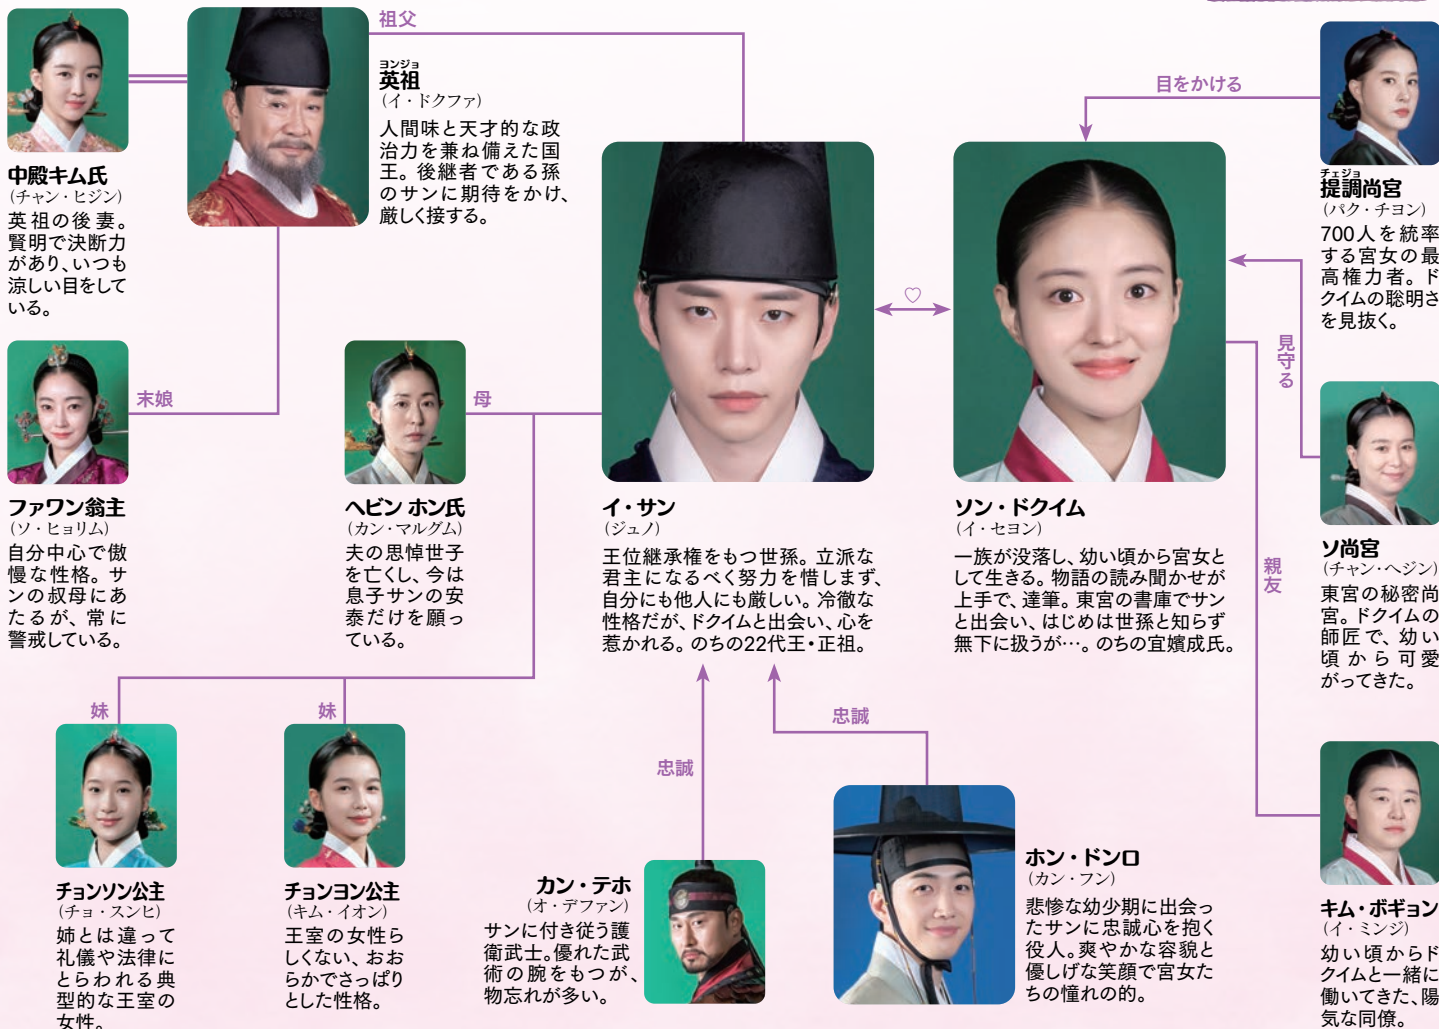 祖父
ヨンジョ
英祖
(イ・ドクファ)
人間味と天才的な政
治力を兼ね備えた国
王。後継者である孫
のサンに期待をかけ、
厳しく接する。
中殿キム氏
(チャン・ヒジン)
英祖の後妻。
賢明で決断力
があり、いつも
涼しい目をして
いる。
末娘
ファワン翁主
(ソ・ヒョリム)
自分中心で傲
慢な性格。サ
ンの叔母にあ
たるが、常に
警戒している。
母
ヘビン ホン氏
(カン・マルグム)
夫の思悼世子
を亡くし、今は
息子サンの安
泰だけを願っ
ている。
イ・サン
(ジュノ)
王位継承権をもつ世孫。立派な
君主になるべく努力を惜しまず、
自分にも他人にも厳しい。冷徹な
性格だが、ドクイムと出会い、心を
惹かれる。のちの22代王・正祖。
♡
ソン・ドクイム
(イ・セヨン)
一族が没落し、幼い頃から宮女と
して生きる。物語の読み聞かせが
上手で、達筆。東宮の書庫でサン
と出会い、はじめは世孫と知らず
無下に扱うが…。のちの宜嬪成氏。
目をかける
チェジョ
提調尚宮
(パク・チヨン)
700人を統率
する宮女の最
高権力者。ド
クイムの聡明さ
を見抜く。
見守る
ソ尚宮
(チャン・ヘジン)
東宮の秘密尚
宮。ドクイムの
師匠で、幼い
頃から可愛
がってきた。
親友
キム・ボギョン
(イ・ミンジ)
幼い頃からド
クイムと一緒に
働いてきた、陽
気な同僚。
妹
チョンソン公主
(チョ・スンヒ)
姉とは違って
礼儀や法律に
とらわれる典
型的な王室の
女性。
妹
チョンヨン公主
(キム・イオン)
王室の女性ら
しくない、おお
らかでさっぱり
とした性格。
忠誠
カン・テホ
(オ・デファン)
サンに付き従う護
衛武士。優れた武
術の腕をもつが、
物忘れが多い。
忠誠
ホン・ドンロ
(カン・フン)
悲惨な幼少期に出会っ
たサンに忠誠心を抱く
役人。爽やかな容貌と
優しげな笑顔で宮女た
ちの憧れの的。